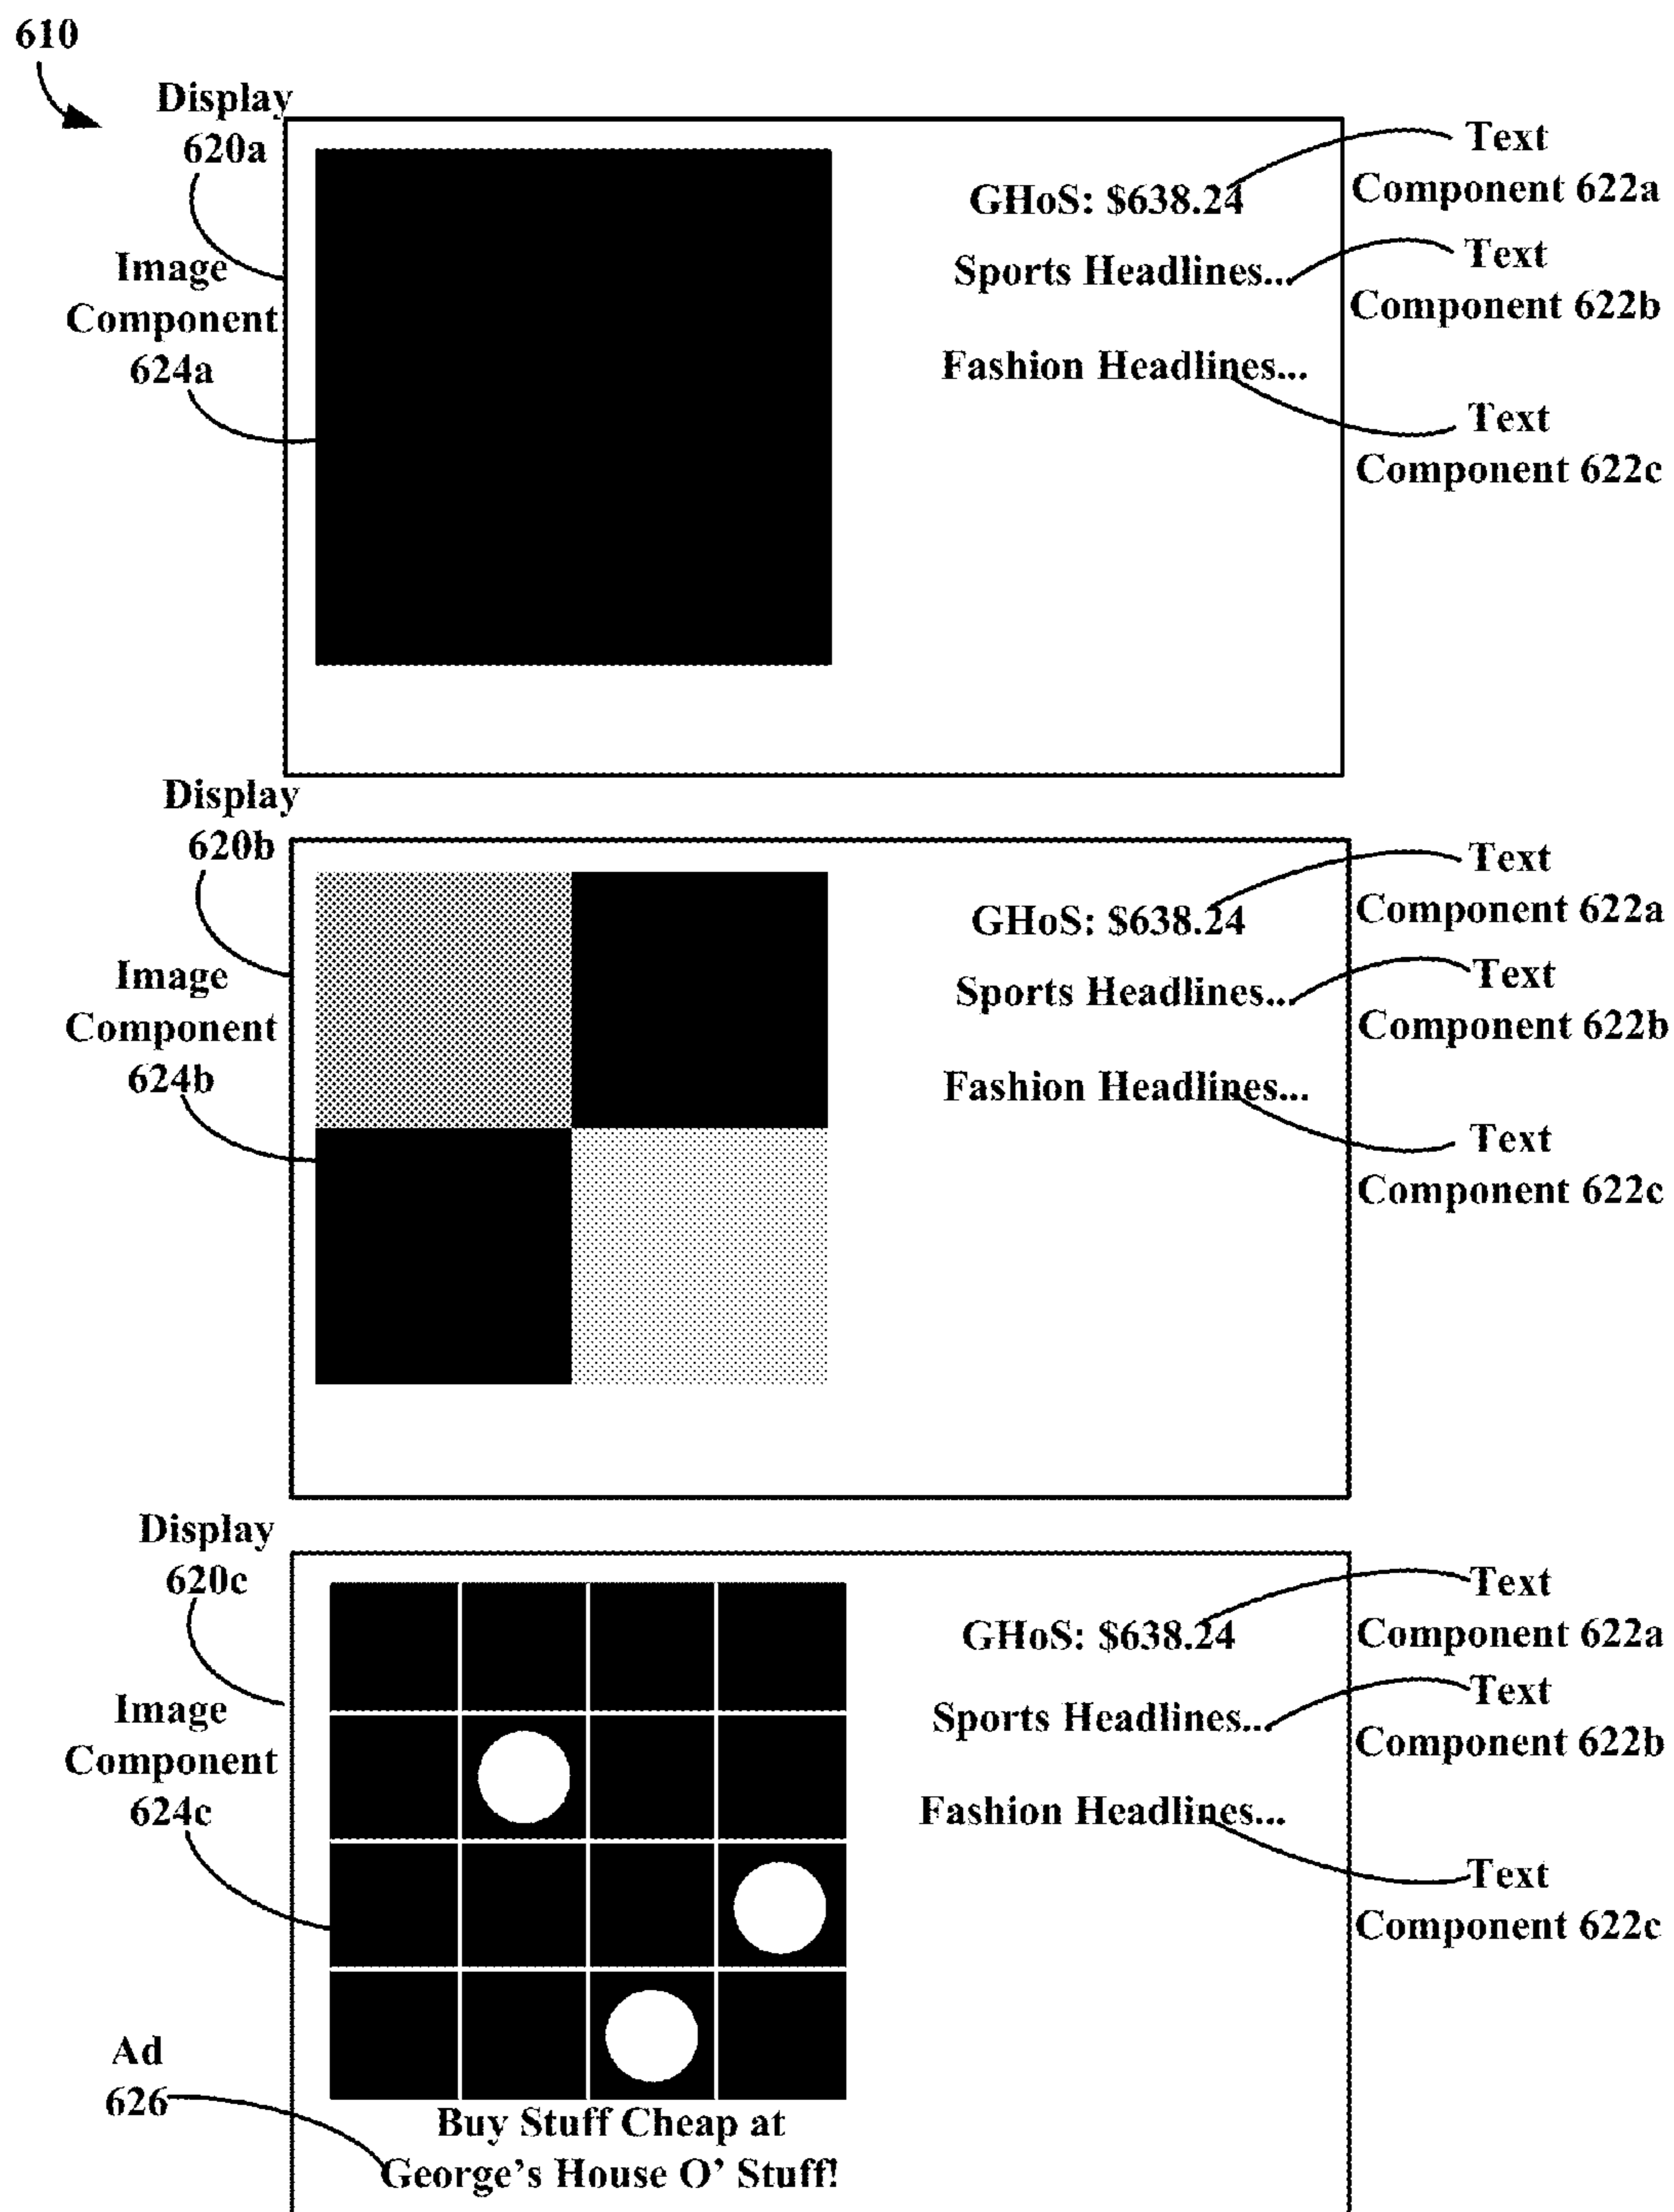 610
Display
620a
Image
Component
624a
GHoS: $638.24
Sports Headlines...
Fashion Headlines...
Text
Component 622a
Text
Component 622b
Text
Component 622c
Display
620b
Image
Component
624b
GHoS: $638.24
Sports Headlines...
Fashion Headlines...
Text
Component 622a
Text
Component 622b
Text
Component 622c
Display
620c
Image
Component
624c
GHoS: $638.24
Sports Headlines...
Fashion Headlines...
Text
Component 622a
Text
Component 622b
Text
Component 622c
Ad
626
Buy Stuff Cheap at
George's House O' Stuff!